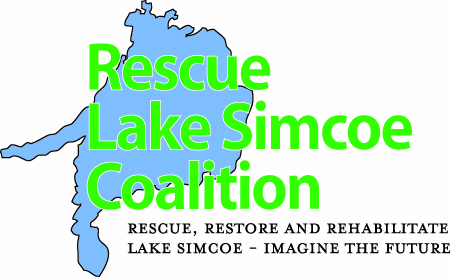 Rescue
Lake Simcoe
Coalition
RESCUE, RESTORE AND REHABILITATE
LAKE SIMCOE – IMAGINE THE FUTURE